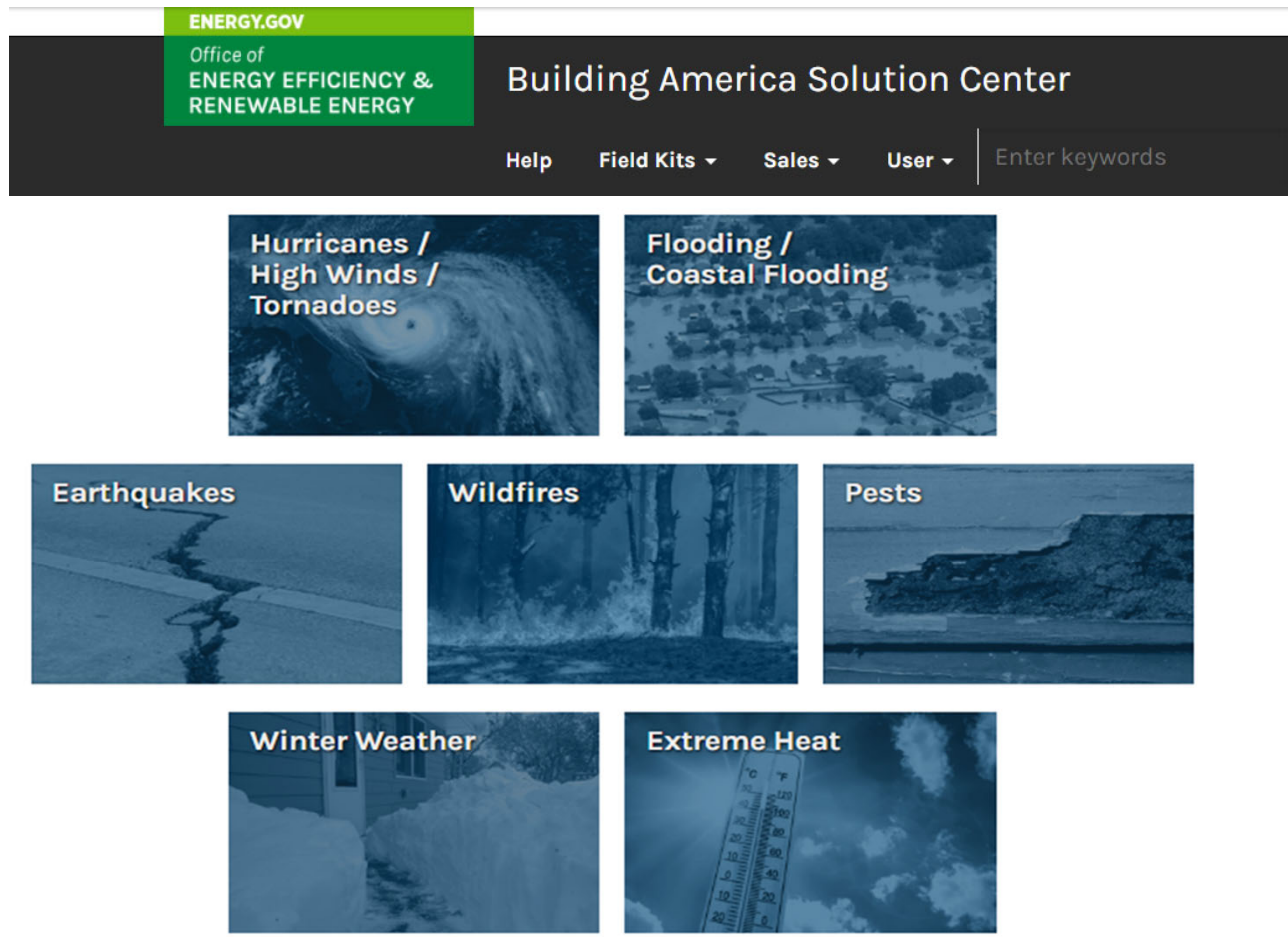 ENERGY.GOV
Office of
ENERGY EFFICIENCY &
RENEWABLE ENERGY
Building America Solution Center
Help Field Kits Sales User Enter keywords
Hurricanes /
High Winds /
Tornadoes
Flooding /
Coastal Flooding
Earthquakes
Wildfires
Pests
Winter Weather
Extreme Heat
°C °F